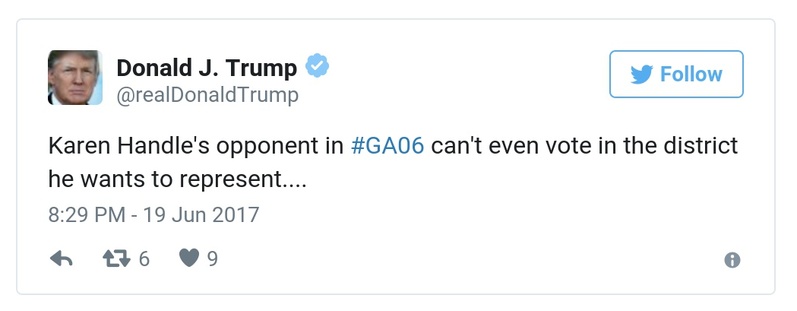 Donald J. Trump
@realDonaldTrump
Follow
Karen Handle's opponent in #GA06 can't even vote in the district
he wants to represent....
8:29 PM - 19 Jun 2017
6 9